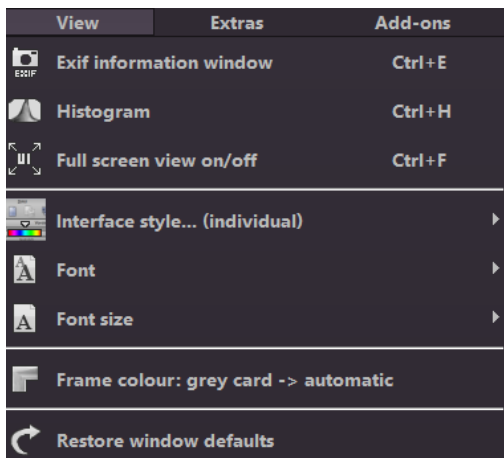 View Extras Add-ons
EXIF Exif information window Ctrl+E
Histogram Ctrl+H
UI Full screen view on/off Ctrl+F
Interface style... (individual)
A A Font
A Font size
Frame colour: grey card -> automatic
Restore window defaults